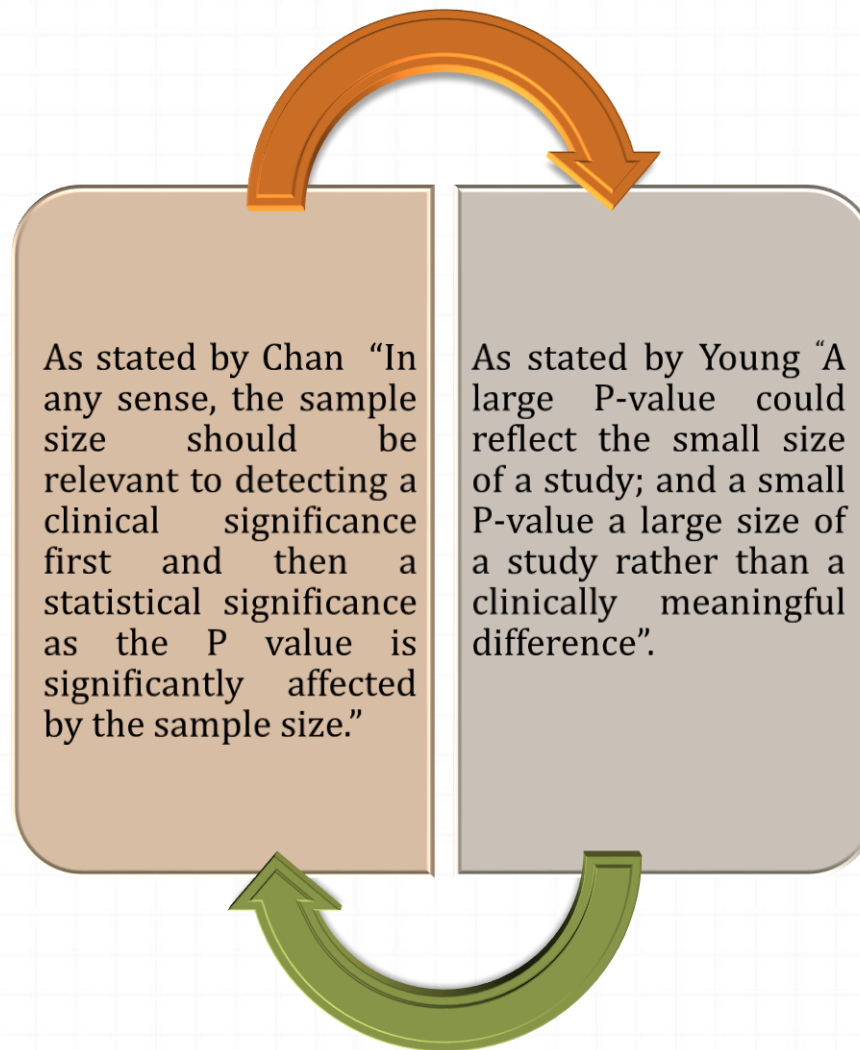 As stated by Chan “In
any sense, the sample
size should be
relevant to detecting a
clinical significance
first and then a
statistical significance
as the P value is
significantly affected
by the sample size.”
As stated by Young “A
large P-value could
reflect the small size
of a study; and a small
P-value a large size of
a study rather than a
clinically meaningful
difference”.